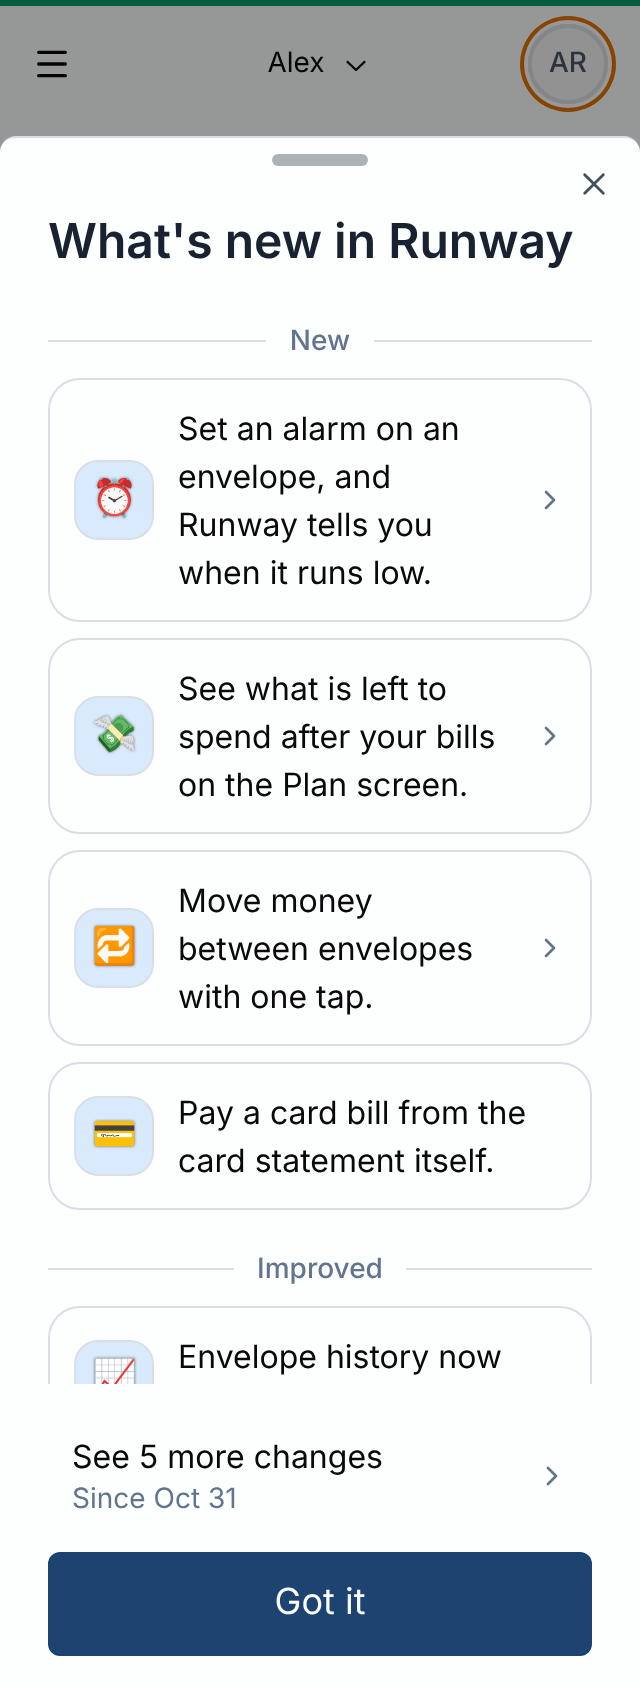 Alex
AR
What's new in Runway
New
Set an alarm on an
envelope, and
Runway tells you
when it runs low.
See what is left to
spend after your bills
on the Plan screen.
Move money
between envelopes
with one tap.
Pay a card bill from the
card statement itself.
Improved
Envelope history now
See 5 more changes
Since Oct 31
Got it